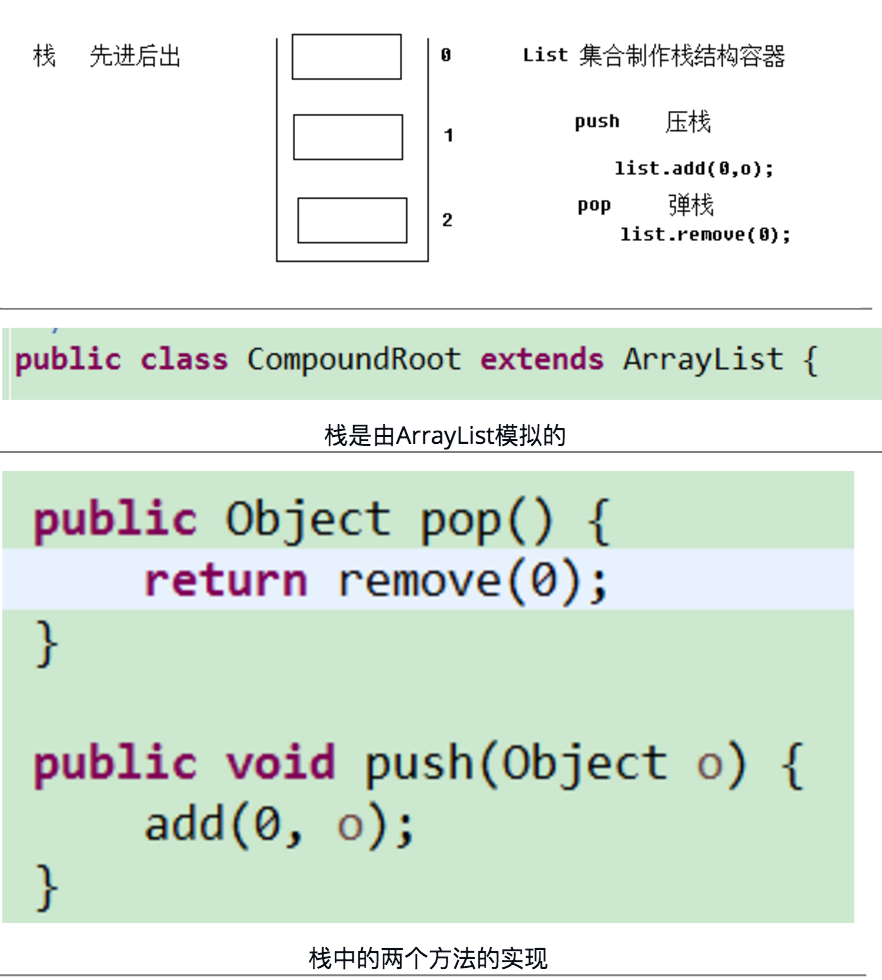 栈 先进后出 0 List 集合制作栈结构容器
push 压栈
1
list.add(0,o);
pop 弹栈
2
list.remove(0);
public class CompoundRoot extends ArrayList {
栈是由ArrayList模拟的
public Object pop() {
return remove(0);
}
public void push(Object o) {
add(0, o);
}
栈中的两个方法的实现